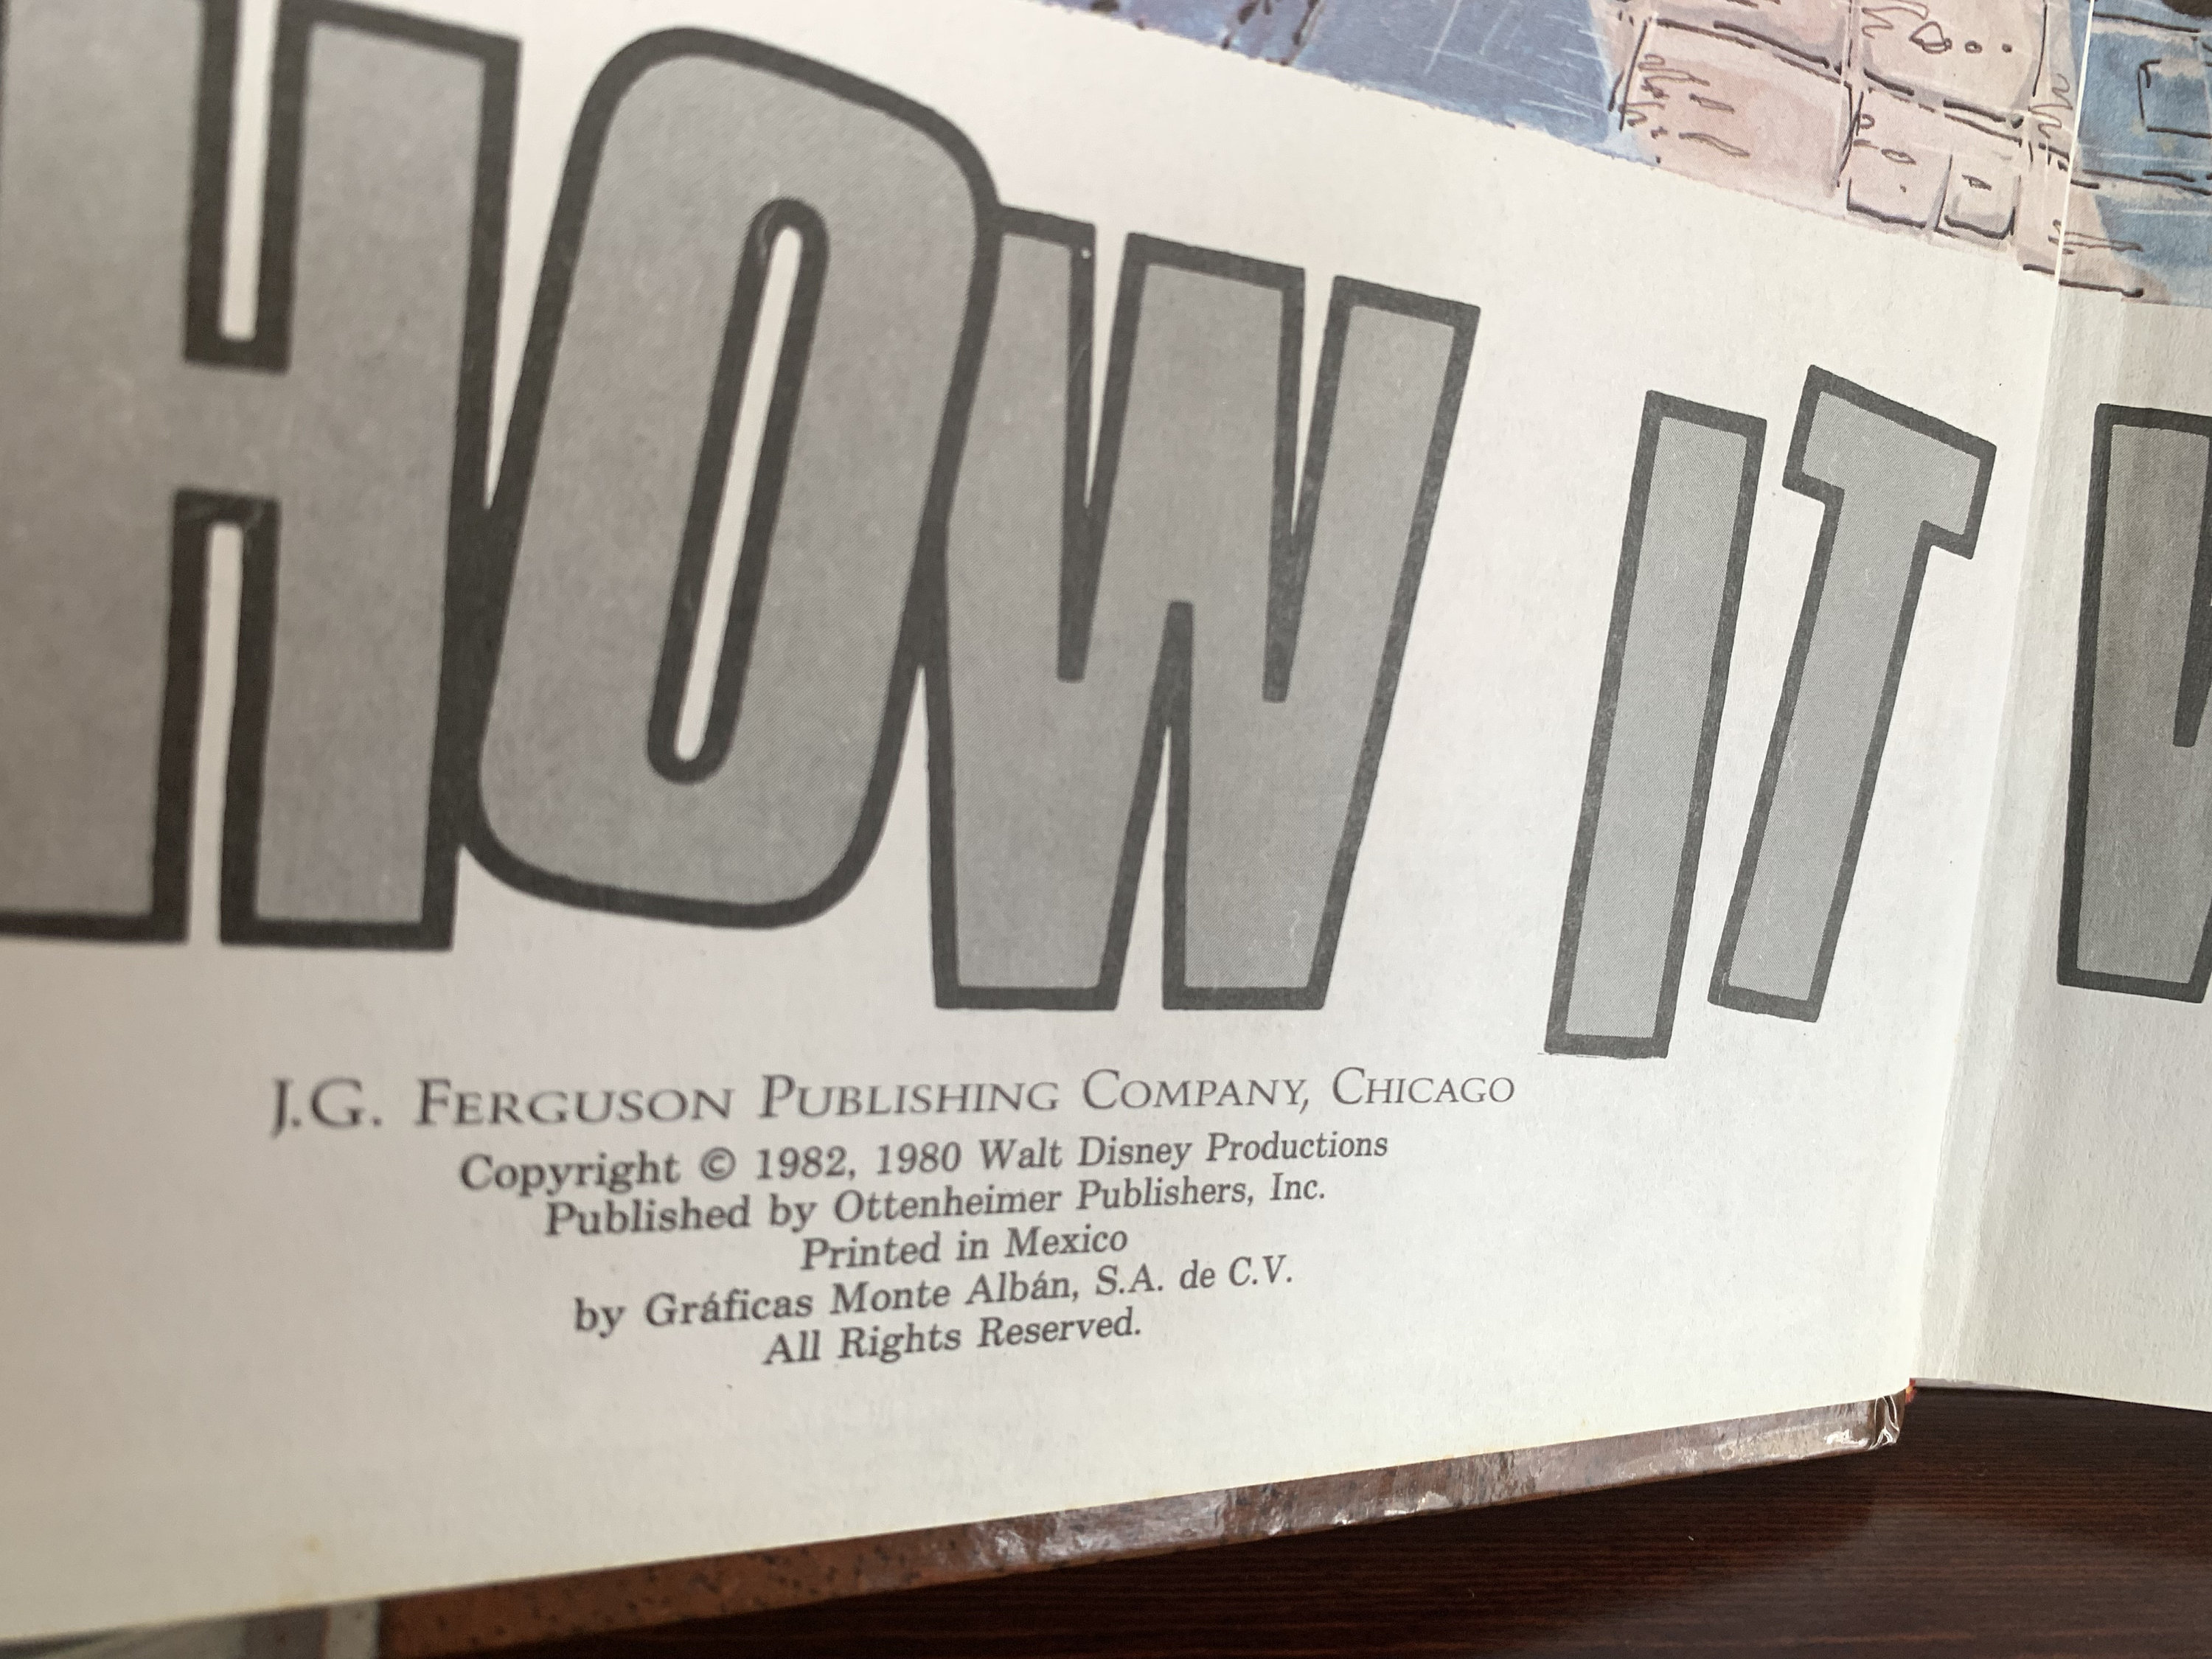 HOW IT
J.G. FERGUSON PUBLISHING COMPANY, CHICAGO
Copyright © 1982, 1980 Walt Disney Productions
Published by Ottenheimer Publishers, Inc.
Printed in Mexico
by Gráficas Monte Albán, S.A. de C.V.
All Rights Reserved.